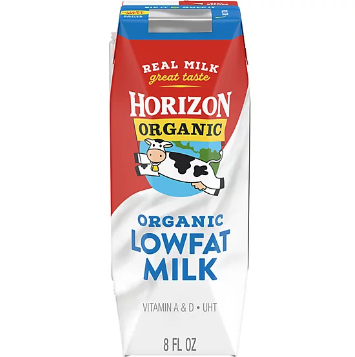 REAL MILK
great taste
HORIZON
ORGANIC
ORGANIC
LOWFAT
MILK
VITAMIN A & D • UHT
8 FL OZ